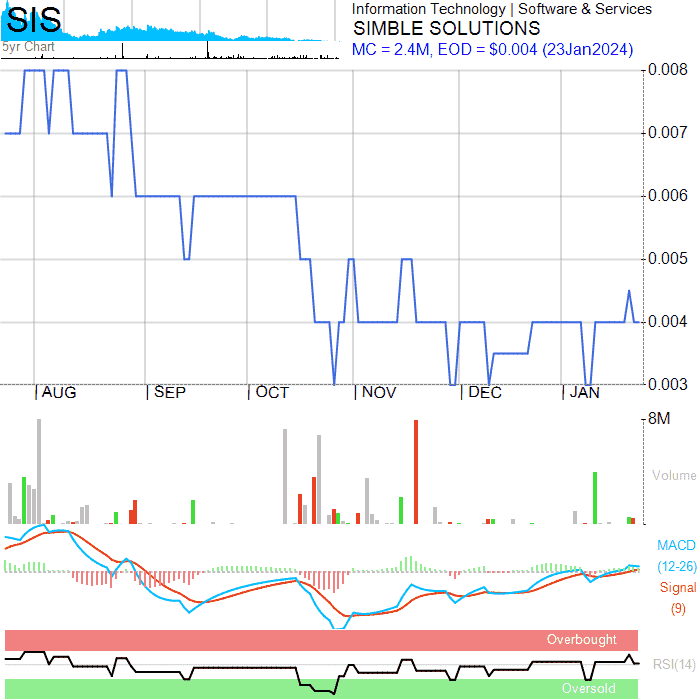 SIS
5yr Chart
Information Technology | Software & Services
SIMBLE SOLUTIONS
MC = 2.4M, EOD = $0.004 (23Jan2024)
0.008
0.007
0.006
0.005
0.004
0.003
AUG SEP OCT NOV DEC JAN
8M
Volume
MACD
(12-26)
Signal
(9)
Overbought
RSI(14)
Oversold